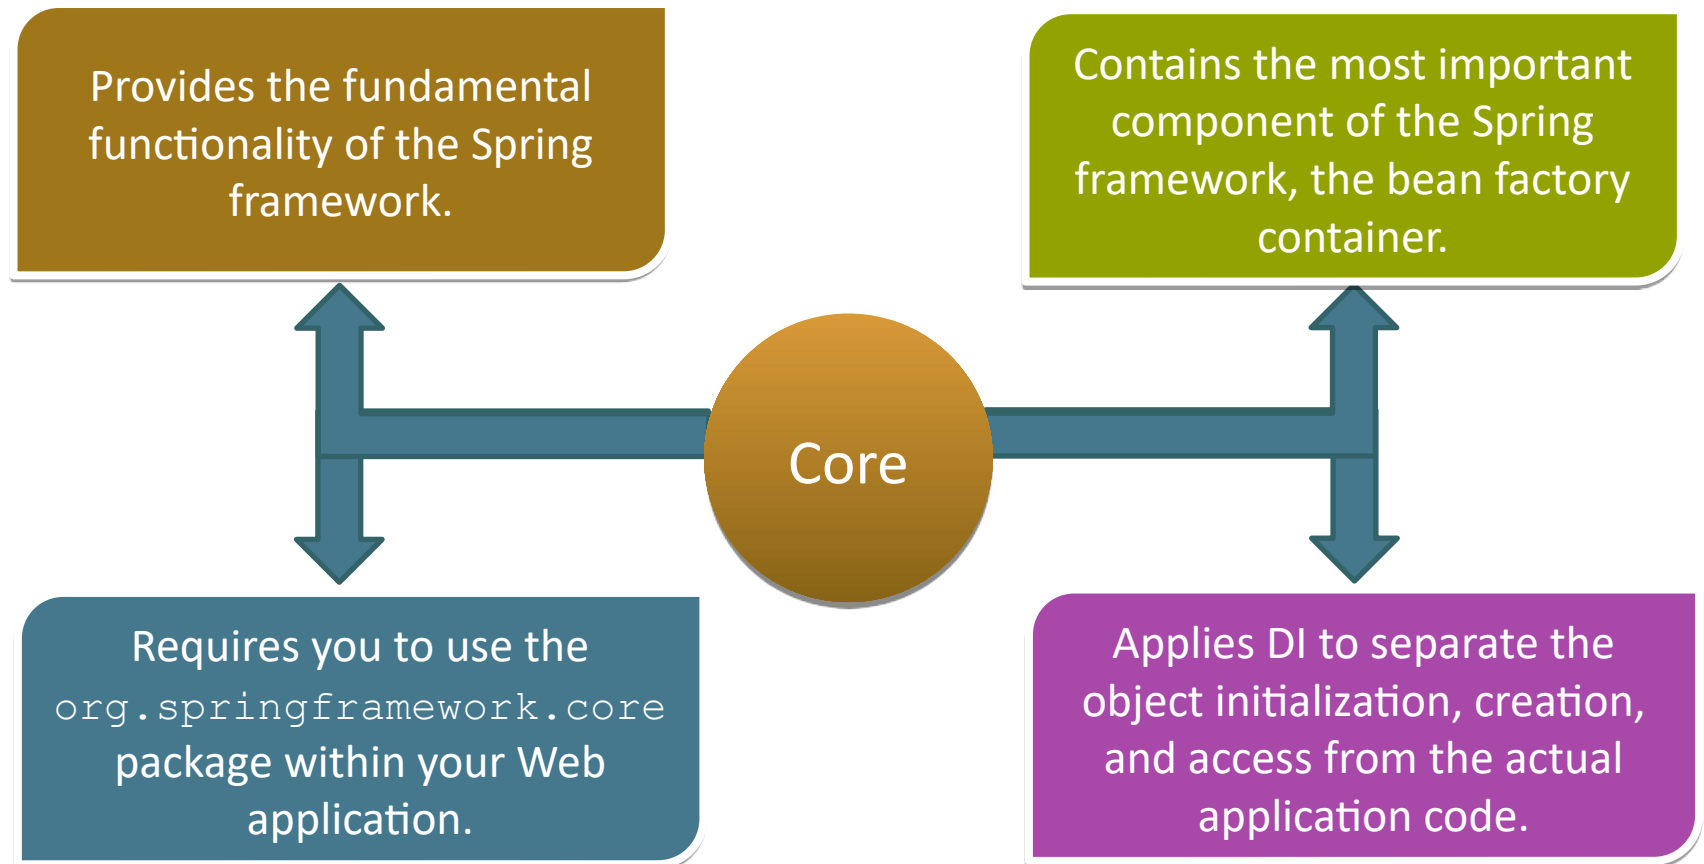 Provides the fundamental
functionality of the Spring
framework.
Contains the most important
component of the Spring
framework, the bean factory
container.
Core
Requires you to use the
org.springframework.core
package within your Web
application.
Applies DI to separate the
object initialization, creation,
and access from the actual
application code.